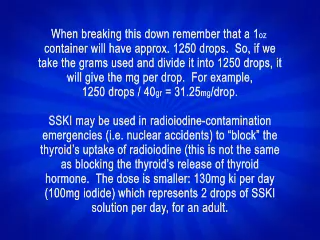 When breaking this down remember that a 1oz
container will have approx. 1250 drops.  So, if we
take the grams used and divide it into 1250 drops, it
will give the mg per drop.  For example,
1250 drops / 40gr = 31.25mg/drop.

SSKI may be used in radioiodine-contamination
emergencies (i.e. nuclear accidents) to “block” the
thyroid’s uptake of radioiodine (this is not the same
as blocking the thyroid’s release of thyroid
hormone.  The dose is smaller: 130mg ki per day
(100mg iodide) which represents 2 drops of SSKI
solution per day, for an adult.